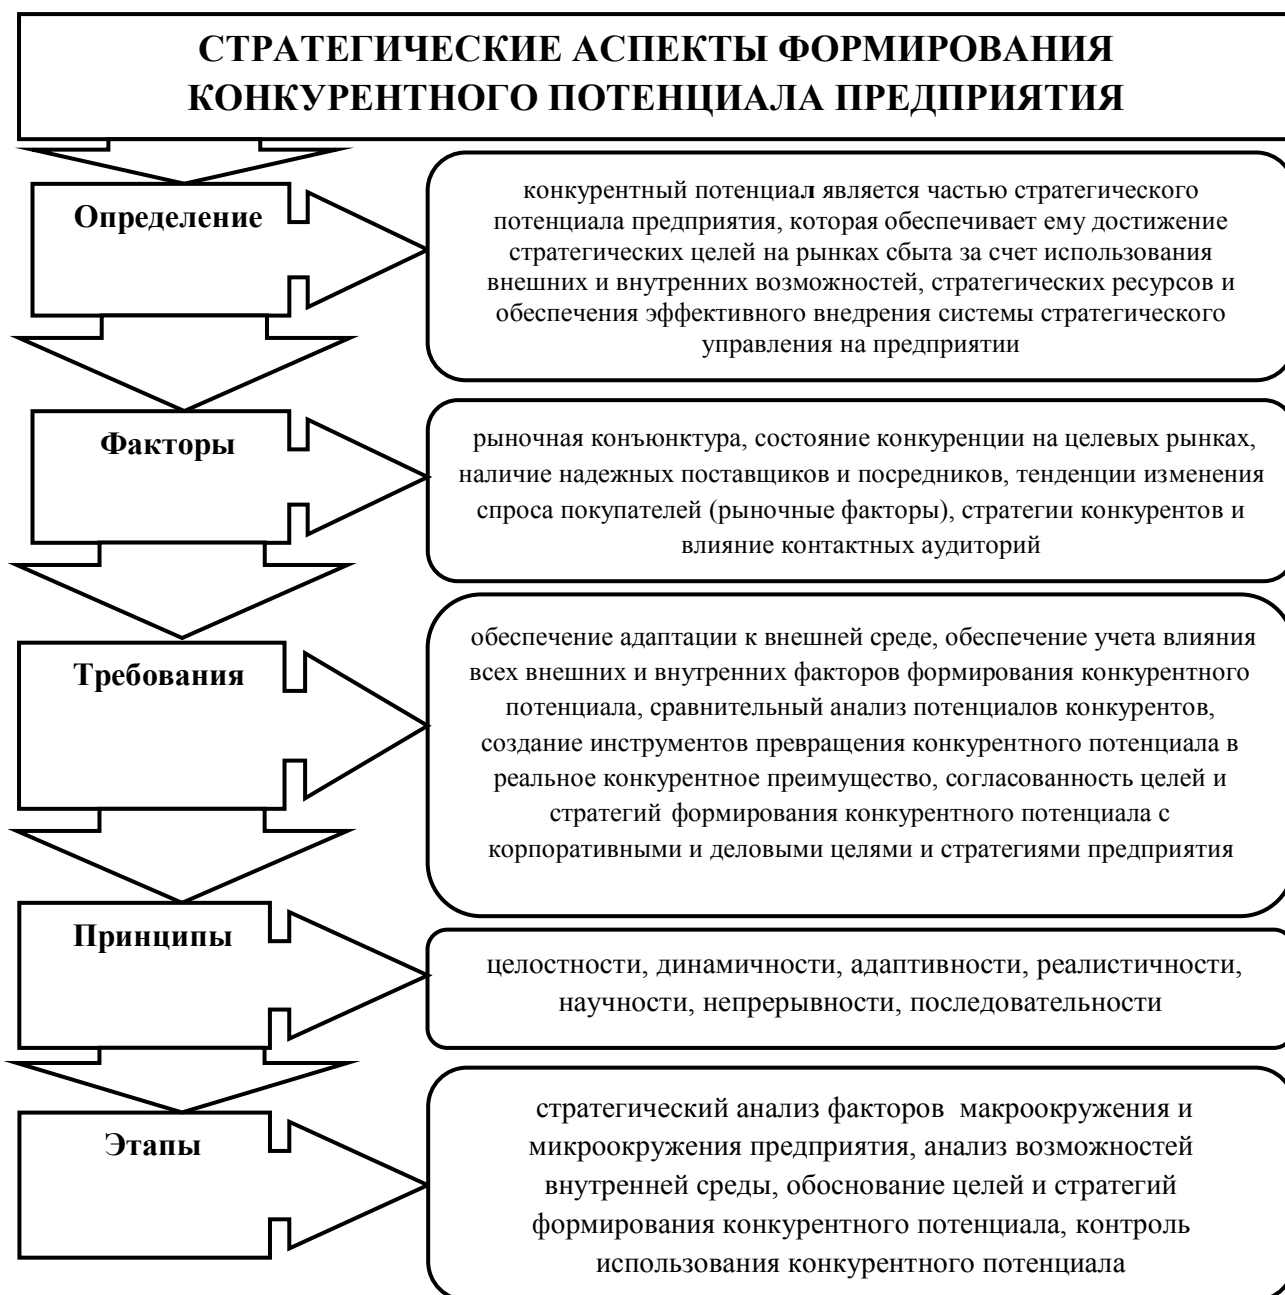 СТРАТЕГИЧЕСКИЕ АСПЕКТЫ ФОРМИРОВАНИЯ
КОНКУРЕНТНОГО ПОТЕНЦИАЛА ПРЕДПРИЯТИЯ
Определение
конкурентный потенциал является частью стратегического
потенциала предприятия, которая обеспечивает ему достижение
стратегических целей на рынках сбыта за счет использования
внешних и внутренних возможностей, стратегических ресурсов и
обеспечения эффективного внедрения системы стратегического
управления на предприятии
Факторы
рыночная конъюнктура, состояние конкуренции на целевых рынках,
наличие надежных поставщиков и посредников, тенденции изменения
спроса покупателей (рыночные факторы), стратегии конкурентов и
влияние контактных аудиторий
Требования
обеспечение адаптации к внешней среде, обеспечение учета влияния
всех внешних и внутренних факторов формирования конкурентного
потенциала, сравнительный анализ потенциалов конкурентов,
создание инструментов превращения конкурентного потенциала в
реальное конкурентное преимущество, согласованность целей и
стратегий формирования конкурентного потенциала с
корпоративными и деловыми целями и стратегиями предприятия
Принципы
целостности, динамичности, адаптивности, реалистичности,
научности, непрерывности, последовательности
Этапы
стратегический анализ факторов макроокружения и
микроокружения предприятия, анализ возможностей
внутренней среды, обоснование целей и стратегий
формирования конкурентного потенциала, контроль
использования конкурентного потенциала